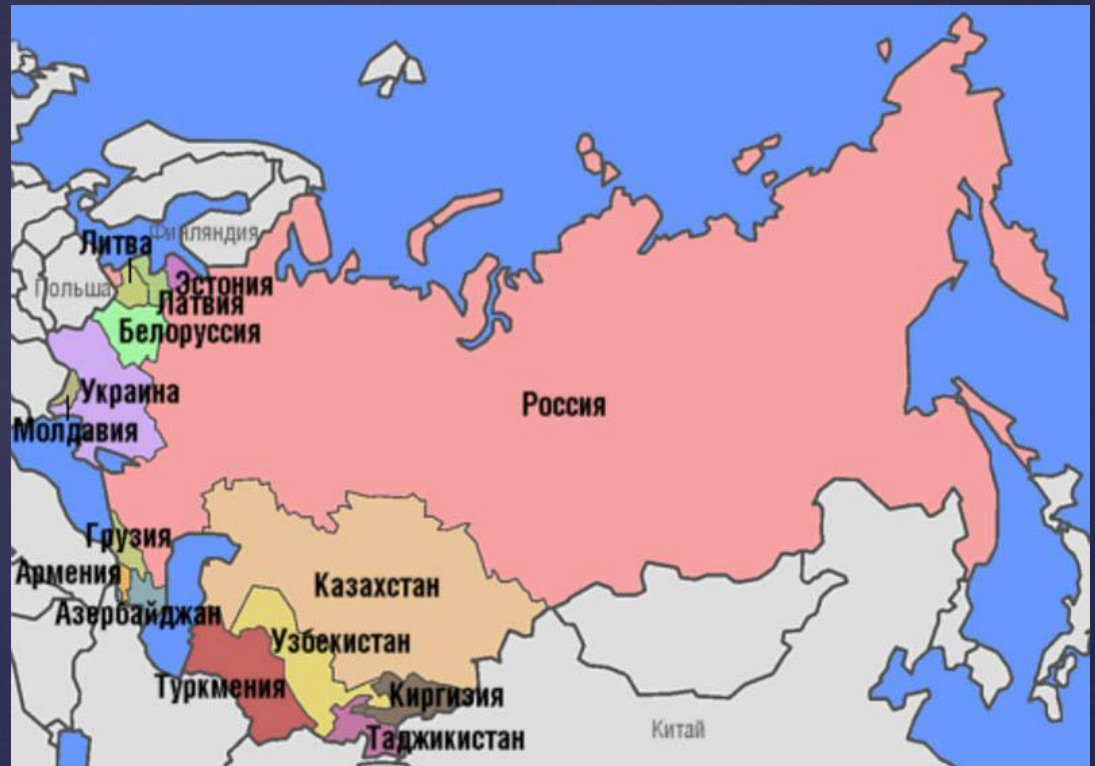 Финляндия
Литва
Эстония
Польша
Латвия
Белоруссия
Украина
Россия
Молдавия
Грузия
Армения
Казахстан
Азербайджан
Узбекистан
Туркмения
Киргизия
Китай
Таджикистан